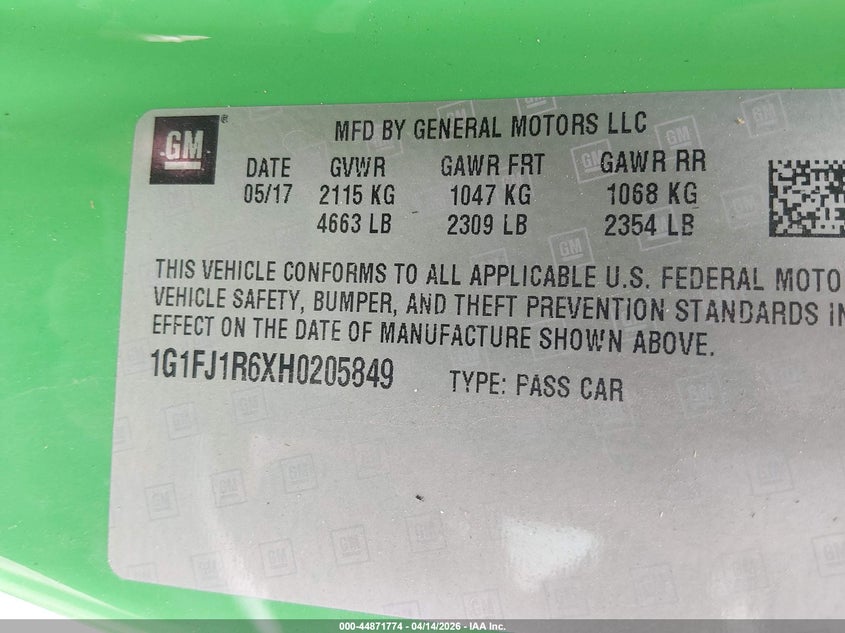 GM®
MFD BY GENERAL MOTORS LLC
DATE GVWR GAWR FRT GAWR RR
05/17 2115 KG 1047 KG 1068 KG
4663 LB 2309 LB 2354 LB
THIS VEHICLE CONFORMS TO ALL APPLICABLE U.S. FEDERAL MOTO
VEHICLE SAFETY, BUMPER, AND THEFT PREVENTION STANDARDS IN
EFFECT ON THE DATE OF MANUFACTURE SHOWN ABOVE.
1G1FJ1R6XH0205849 TYPE: PASS CAR
000-44871774 | 04/14/2026 - IAA Inc.